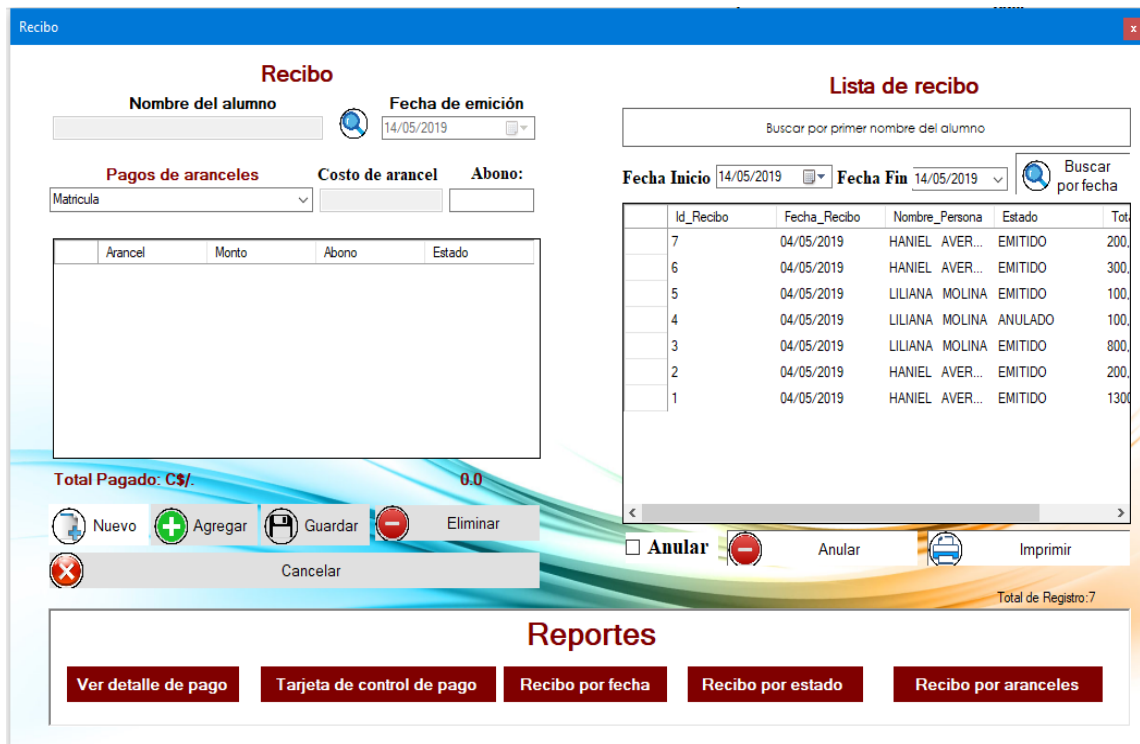 Recibo
x
Recibo
Nombre del alumno
Fecha de emición
14/05/2019
Pagos de aranceles
Costo de arancel
Abono:
Matricula
Arancel Monto Abono Estado
Total Pagado: C$/. 0.0
Nuevo
Agregar
Guardar
Eliminar
Cancelar
Lista de recibo
Buscar por primer nombre del alumno
Fecha Inicio 14/05/2019 Fecha Fin 14/05/2019
Buscar
por fecha
Id_Recibo Fecha_Recibo Nombre_Persona Estado Tot
7 04/05/2019 HANIEL AVER... EMITIDO 200,
6 04/05/2019 HANIEL AVER... EMITIDO 300,
5 04/05/2019 LILIANA MOLINA EMITIDO 100,
4 04/05/2019 LILIANA MOLINA ANULADO 100,
3 04/05/2019 LILIANA MOLINA EMITIDO 800,
2 04/05/2019 HANIEL AVER... EMITIDO 200,
1 04/05/2019 HANIEL AVER... EMITIDO 1300
Anular
Anular
Imprimir
Total de Registro:7
Reportes
Ver detalle de pago
Tarjeta de control de pago
Recibo por fecha
Recibo por estado
Recibo por aranceles